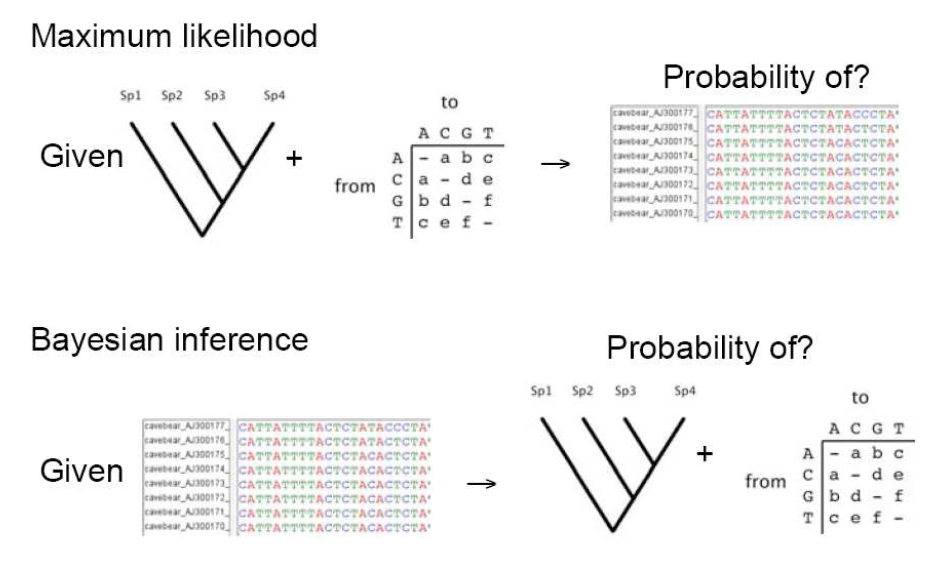 Maximum likelihood
Probability of?
Sp1 Sp2 Sp3 Sp4
to
A C G T
Given
+
from
A - a b c
C a - d e
G b d - f
T c e f -
→
cavebear_AJ300177_ CATTATTTTACTCTATACCCTA
cavebear_AJ300176_ CATTATTTTACTCTATACTCTA
cavebear_AJ300175_ CATTATTTTACTCTACACTCTA
cavebear_AJ300174_ CATTATTTTACTCTACACTCTA
cavebear_AJ300173_ CATTATTTTACTCTACACTCTA
cavebear_AJ300172_ CATTATTTTACTCTACACTCTA
cavebear_AJ300171_ CATTATTTTACTCTACACTCTA
cavebear_AJ300170_ CATTATTTTACTCTACACTCTA
Bayesian inference
Probability of?
Given
cavebear_AJ300177_ CATTATTTTACTCTATACCCTA
cavebear_AJ300176_ CATTATTTTACTCTATACTCTA
cavebear_AJ300175_ CATTATTTTACTCTACACTCTA
cavebear_AJ300174_ CATTATTTTACTCTACACTCTA
cavebear_AJ300173_ CATTATTTTACTCTACACTCTA
cavebear_AJ300172_ CATTATTTTACTCTACACTCTA
cavebear_AJ300171_ CATTATTTTACTCTACACTCTA
cavebear_AJ300170_ CATTATTTTACTCTACACTCTA
→
Sp1 Sp2 Sp3 Sp4
+
to
A C G T
from
A - a b c
C a - d e
G b d - f
T c e f -